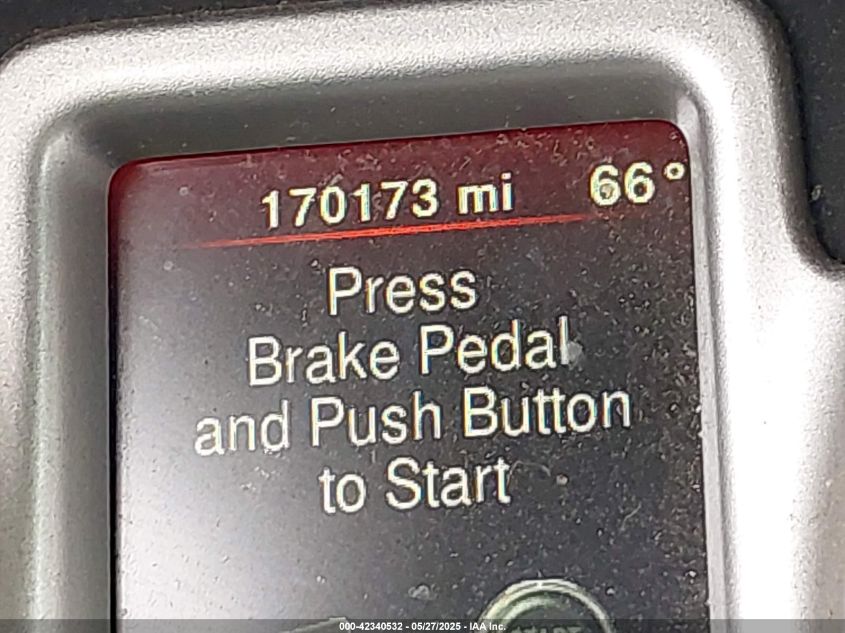 170173 mi 66°
Press
Brake Pedal
and Push Button
to Start
000-42340532 - 05/27/2025 - IAA Inc.